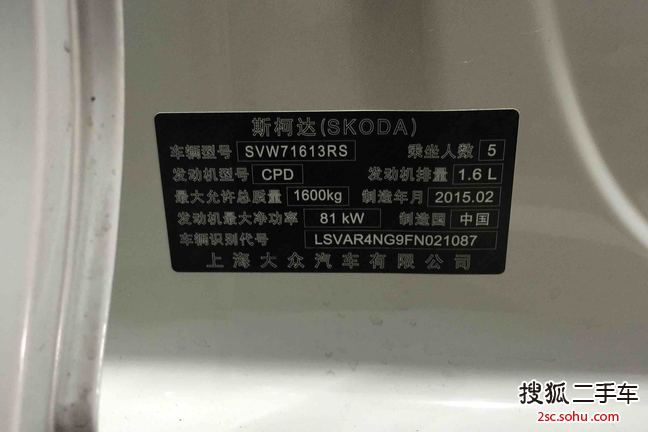 斯柯达(SKODA)
车辆型号 SVW71613RS 乘坐人数 5
发动机型号 CPD 发动机排量 1.6 L
最大允许总质量 1600kg 制造年月 2015.02
发动机最大净功率 81 kW 制造国 中国
车辆识别代号 LSVAR4NG9FN021087
上海大众汽车有限公司
搜狐二手车
2sc.sohu.com